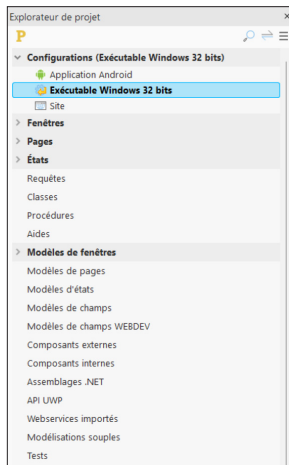 Explorateur de projet
P
Configurations (Exécutable Windows 32 bits)
Application Android
Exécutable Windows 32 bits
Site
Fenêtres
Pages
États
Requêtes
Classes
Procédures
Aides
Modèles de fenêtres
Modèles de pages
Modèles d'états
Modèles de champs
Modèles de champs WEBDEV
Composants externes
Composants internes
Assemblages .NET
API UWP
Webservices importés
Modélisations souples
Tests